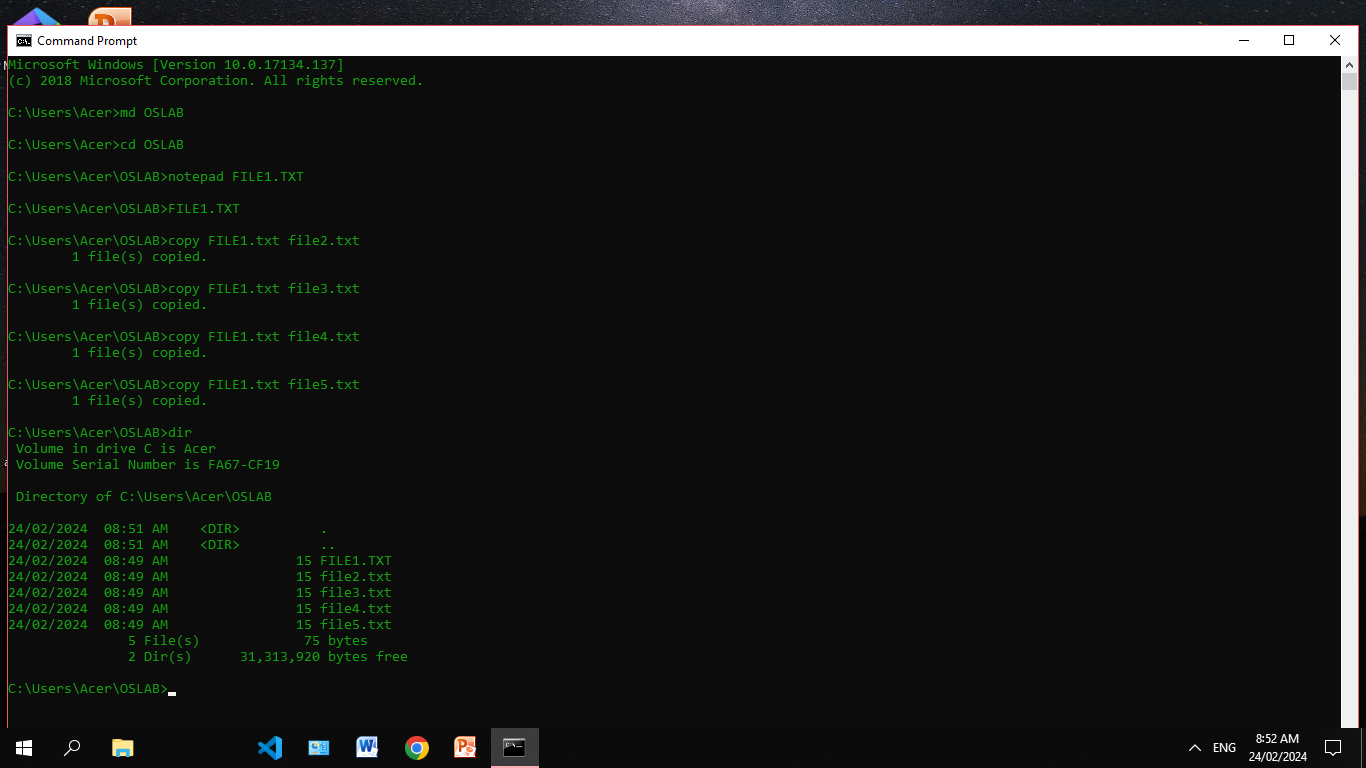 Command Prompt
Microsoft Windows [Version 10.0.17134.137]
(c) 2018 Microsoft Corporation. All rights reserved.
C:\Users\Acer>md OSLAB
C:\Users\Acer>cd OSLAB
C:\Users\Acer\OSLAB>notepad FILE1.TXT
C:\Users\Acer\OSLAB>FILE1.TXT
C:\Users\Acer\OSLAB>copy FILE1.txt file2.txt
        1 file(s) copied.
C:\Users\Acer\OSLAB>copy FILE1.txt file3.txt
        1 file(s) copied.
C:\Users\Acer\OSLAB>copy FILE1.txt file4.txt
        1 file(s) copied.
C:\Users\Acer\OSLAB>copy FILE1.txt file5.txt
        1 file(s) copied.
C:\Users\Acer\OSLAB>dir
 Volume in drive C is Acer
 Volume Serial Number is FA67-CF19
 Directory of C:\Users\Acer\OSLAB
24/02/2024  08:51 AM    <DIR>          .
24/02/2024  08:51 AM    <DIR>          ..
24/02/2024  08:49 AM                15 FILE1.TXT
24/02/2024  08:49 AM                15 file2.txt
24/02/2024  08:49 AM                15 file3.txt
24/02/2024  08:49 AM                15 file4.txt
24/02/2024  08:49 AM                15 file5.txt
               5 File(s)             75 bytes
               2 Dir(s)      31,313,920 bytes free
C:\Users\Acer\OSLAB>
ENG
8:52 AM
24/02/2024